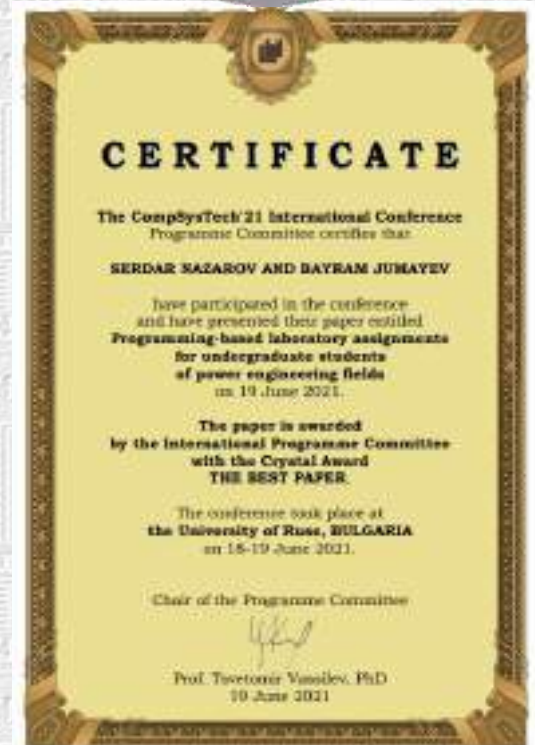 CERTIFICATE
The CompSysTech'21 International Conference
Programme Committee certifies that
SERDAR NAZAROV AND BAYRAM JUMAYEV
have participated in the conference
and have presented their paper entitled
Programming-based laboratory assignments
for undergraduate students
of power engineering fields
on 19 June 2021.
The paper is awarded
by the International Programme Committee
with the Crystal Award
THE BEST PAPER
The conference took place at
the University of Ruse, BULGARIA
on 18-19 June 2021.
Chair of the Programme Committee
Prof. Tsvetomir Vassilev, PhD
19 June 2021